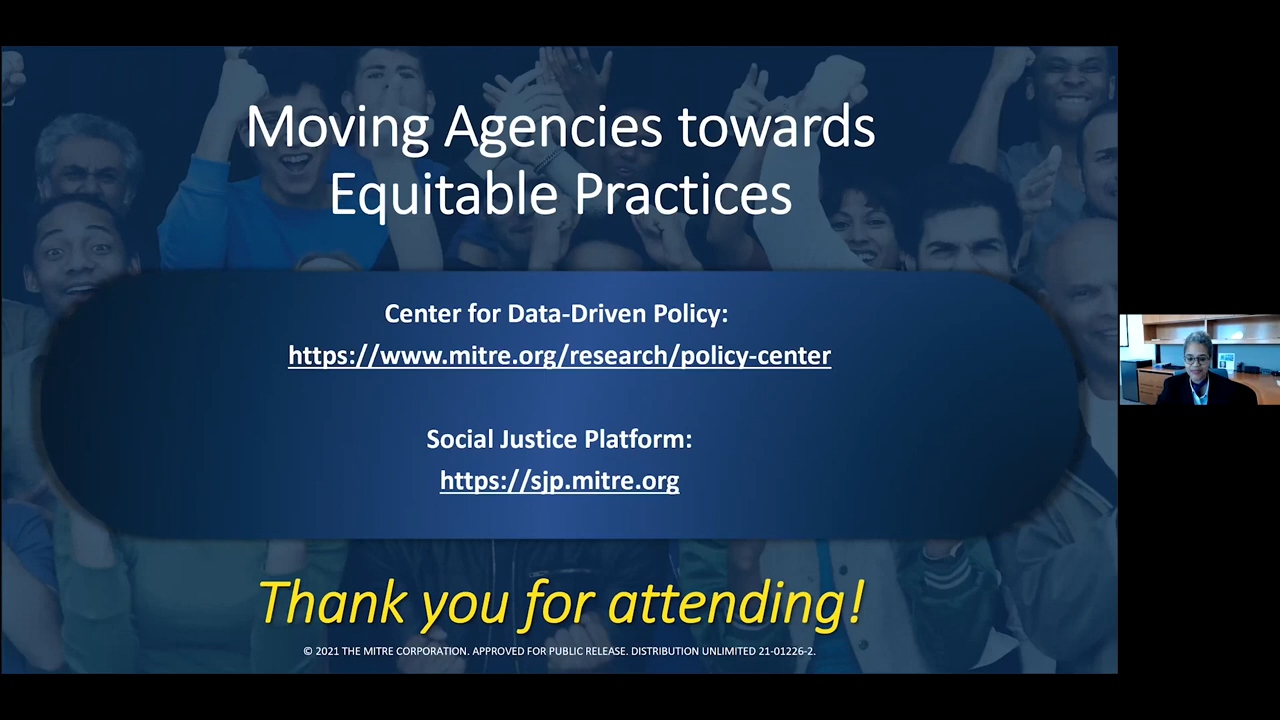 Moving Agencies towards
Equitable Practices
Center for Data-Driven Policy:
https://www.mitre.org/research/policy-center
Social Justice Platform:
https://sjp.mitre.org
Thank you for attending!
© 2021 THE MITRE CORPORATION. APPROVED FOR PUBLIC RELEASE. DISTRIBUTION UNLIMITED 21-01226-2.